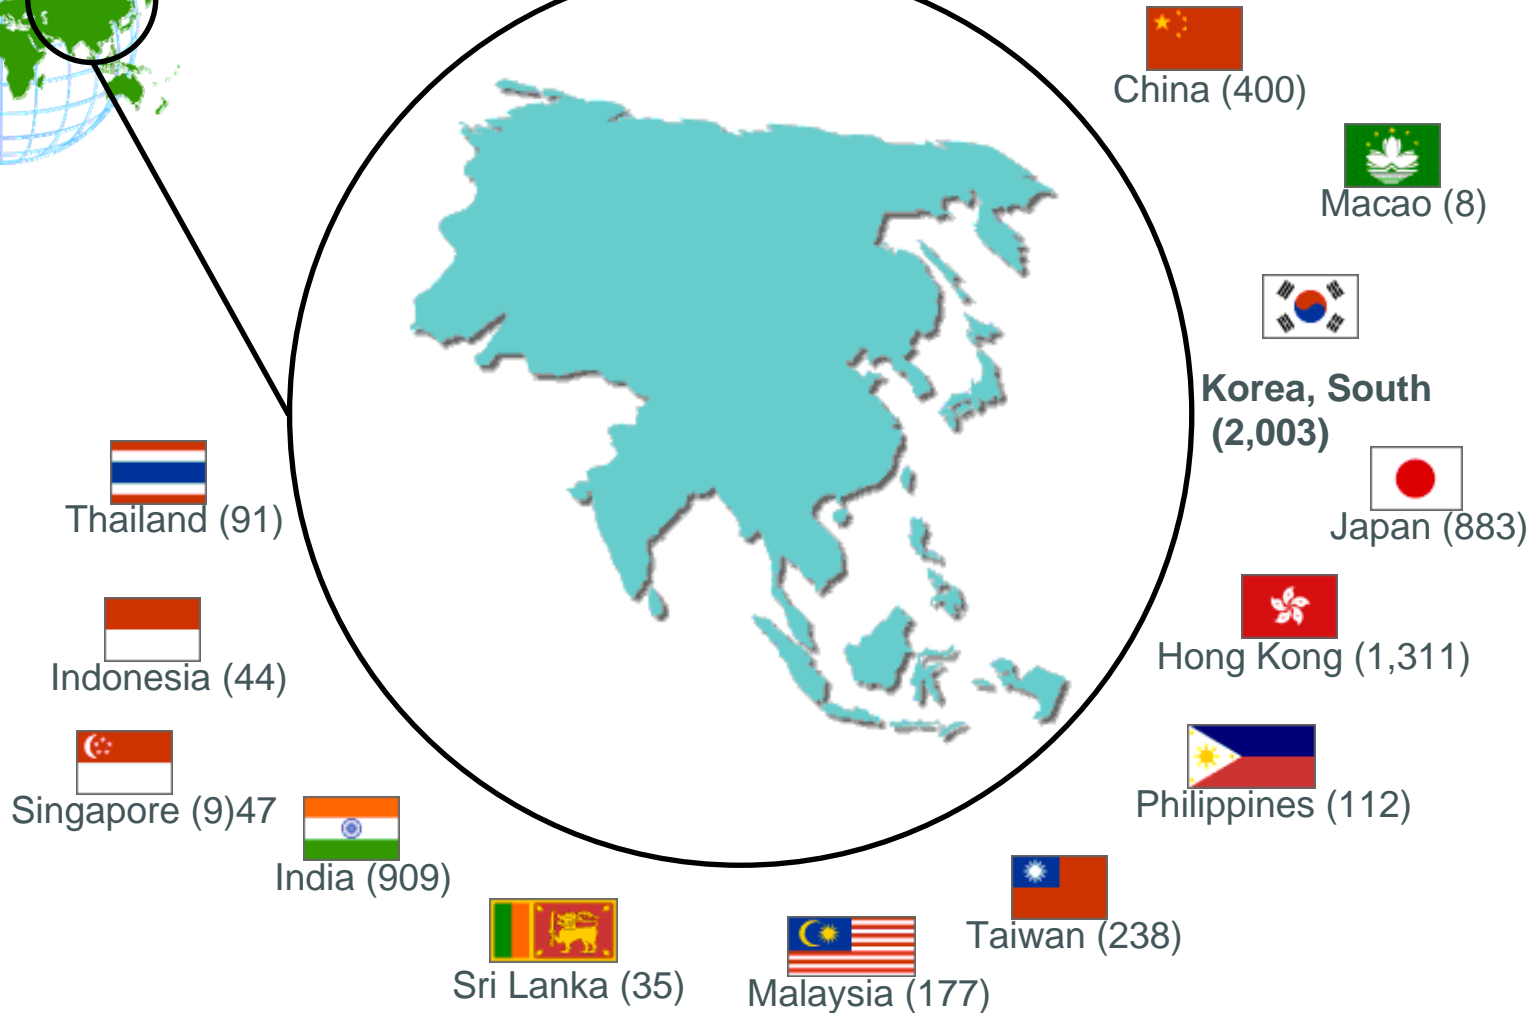 China (400)
Macao (8)
Korea, South
(2,003)
Thailand (91)
Japan (883)
Indonesia (44)
Hong Kong (1,311)
Singapore (9)47
Philippines (112)
India (909)
Taiwan (238)
Sri Lanka (35)
Malaysia (177)